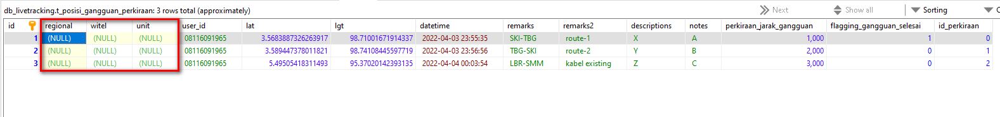 db_livetracking.t_posisi_gangguan_perkiraan: 3 rows total (approximately) Next Show all Sorting C
id regional witel unit user_id lat lgt datetime remarks remarks2 descriptions notes perkiraan_jarak_gangguan flagging_gangguan_selesai id_perkiraan
1 (NULL) (NULL) (NULL) 08116091965 3.5683887326263917 98.71001671914337 2022-04-03 23:55:35 SKI-TBG route-1 X A 1,000 1 0
2 (NULL) (NULL) (NULL) 08116091965 3.589447378011821 98.74108445597719 2022-04-03 23:56:56 TBG-SKI route-2 Y B 2,000 0 1
3 (NULL) (NULL) (NULL) 08116091965 5.49505418311493 95.37020142393135 2022-04-04 00:03:54 LBR-SMM kabel existing Z C 3,000 0 2